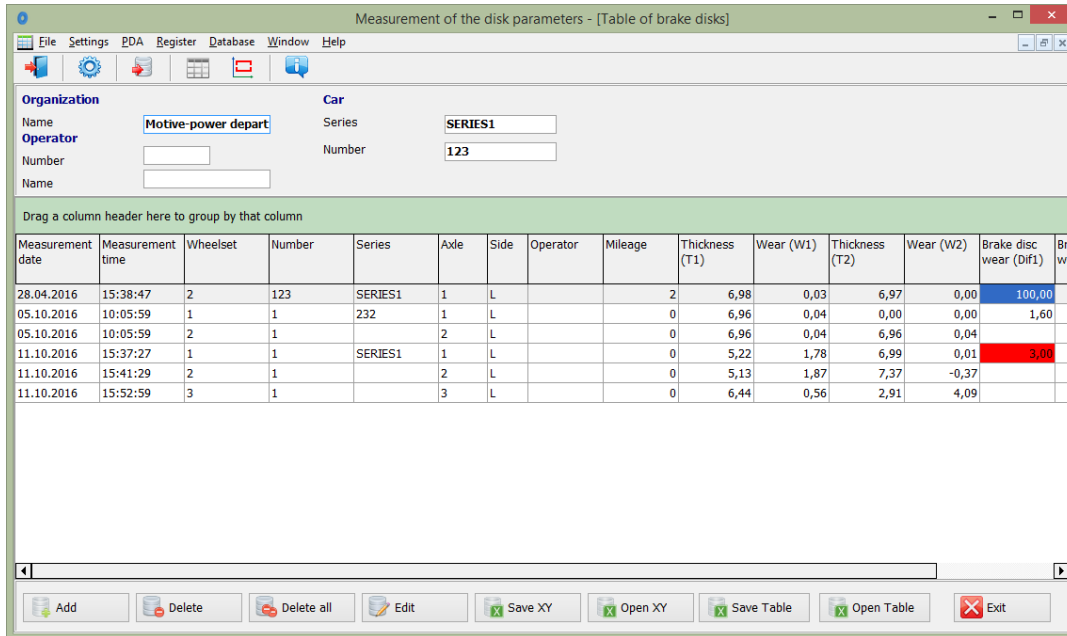 Measurement of the disk parameters - [Table of brake disks]
File Settings PDA Register Database Window Help
Organization Car
Name Motive-power depart Series SERIES1
Operator
Number Number 123
Name
Drag a column header here to group by that column
Measurement date Measurement time Wheelset Number Series Axle Side Operator Mileage Thickness (T1) Wear (W1) Thickness (T2) Wear (W2) Brake disc wear (Dif1)
28.04.2016 15:38:47 2 123 SERIES1 1 L 2 6,98 0,03 6,97 0,00 100,00
05.10.2016 10:05:59 1 1 232 1 L 0 6,96 0,04 0,00 0,00 1,60
05.10.2016 10:05:59 2 1 2 L 0 6,96 0,04 6,96 0,04
11.10.2016 15:37:27 1 1 SERIES1 1 L 0 5,22 1,78 6,99 0,01 3,00
11.10.2016 15:41:29 2 1 2 L 0 5,13 1,87 7,37 -0,37
11.10.2016 15:52:59 3 1 3 L 0 6,44 0,56 2,91 4,09
Add Delete Delete all Edit Save XY Open XY Save Table Open Table Exit